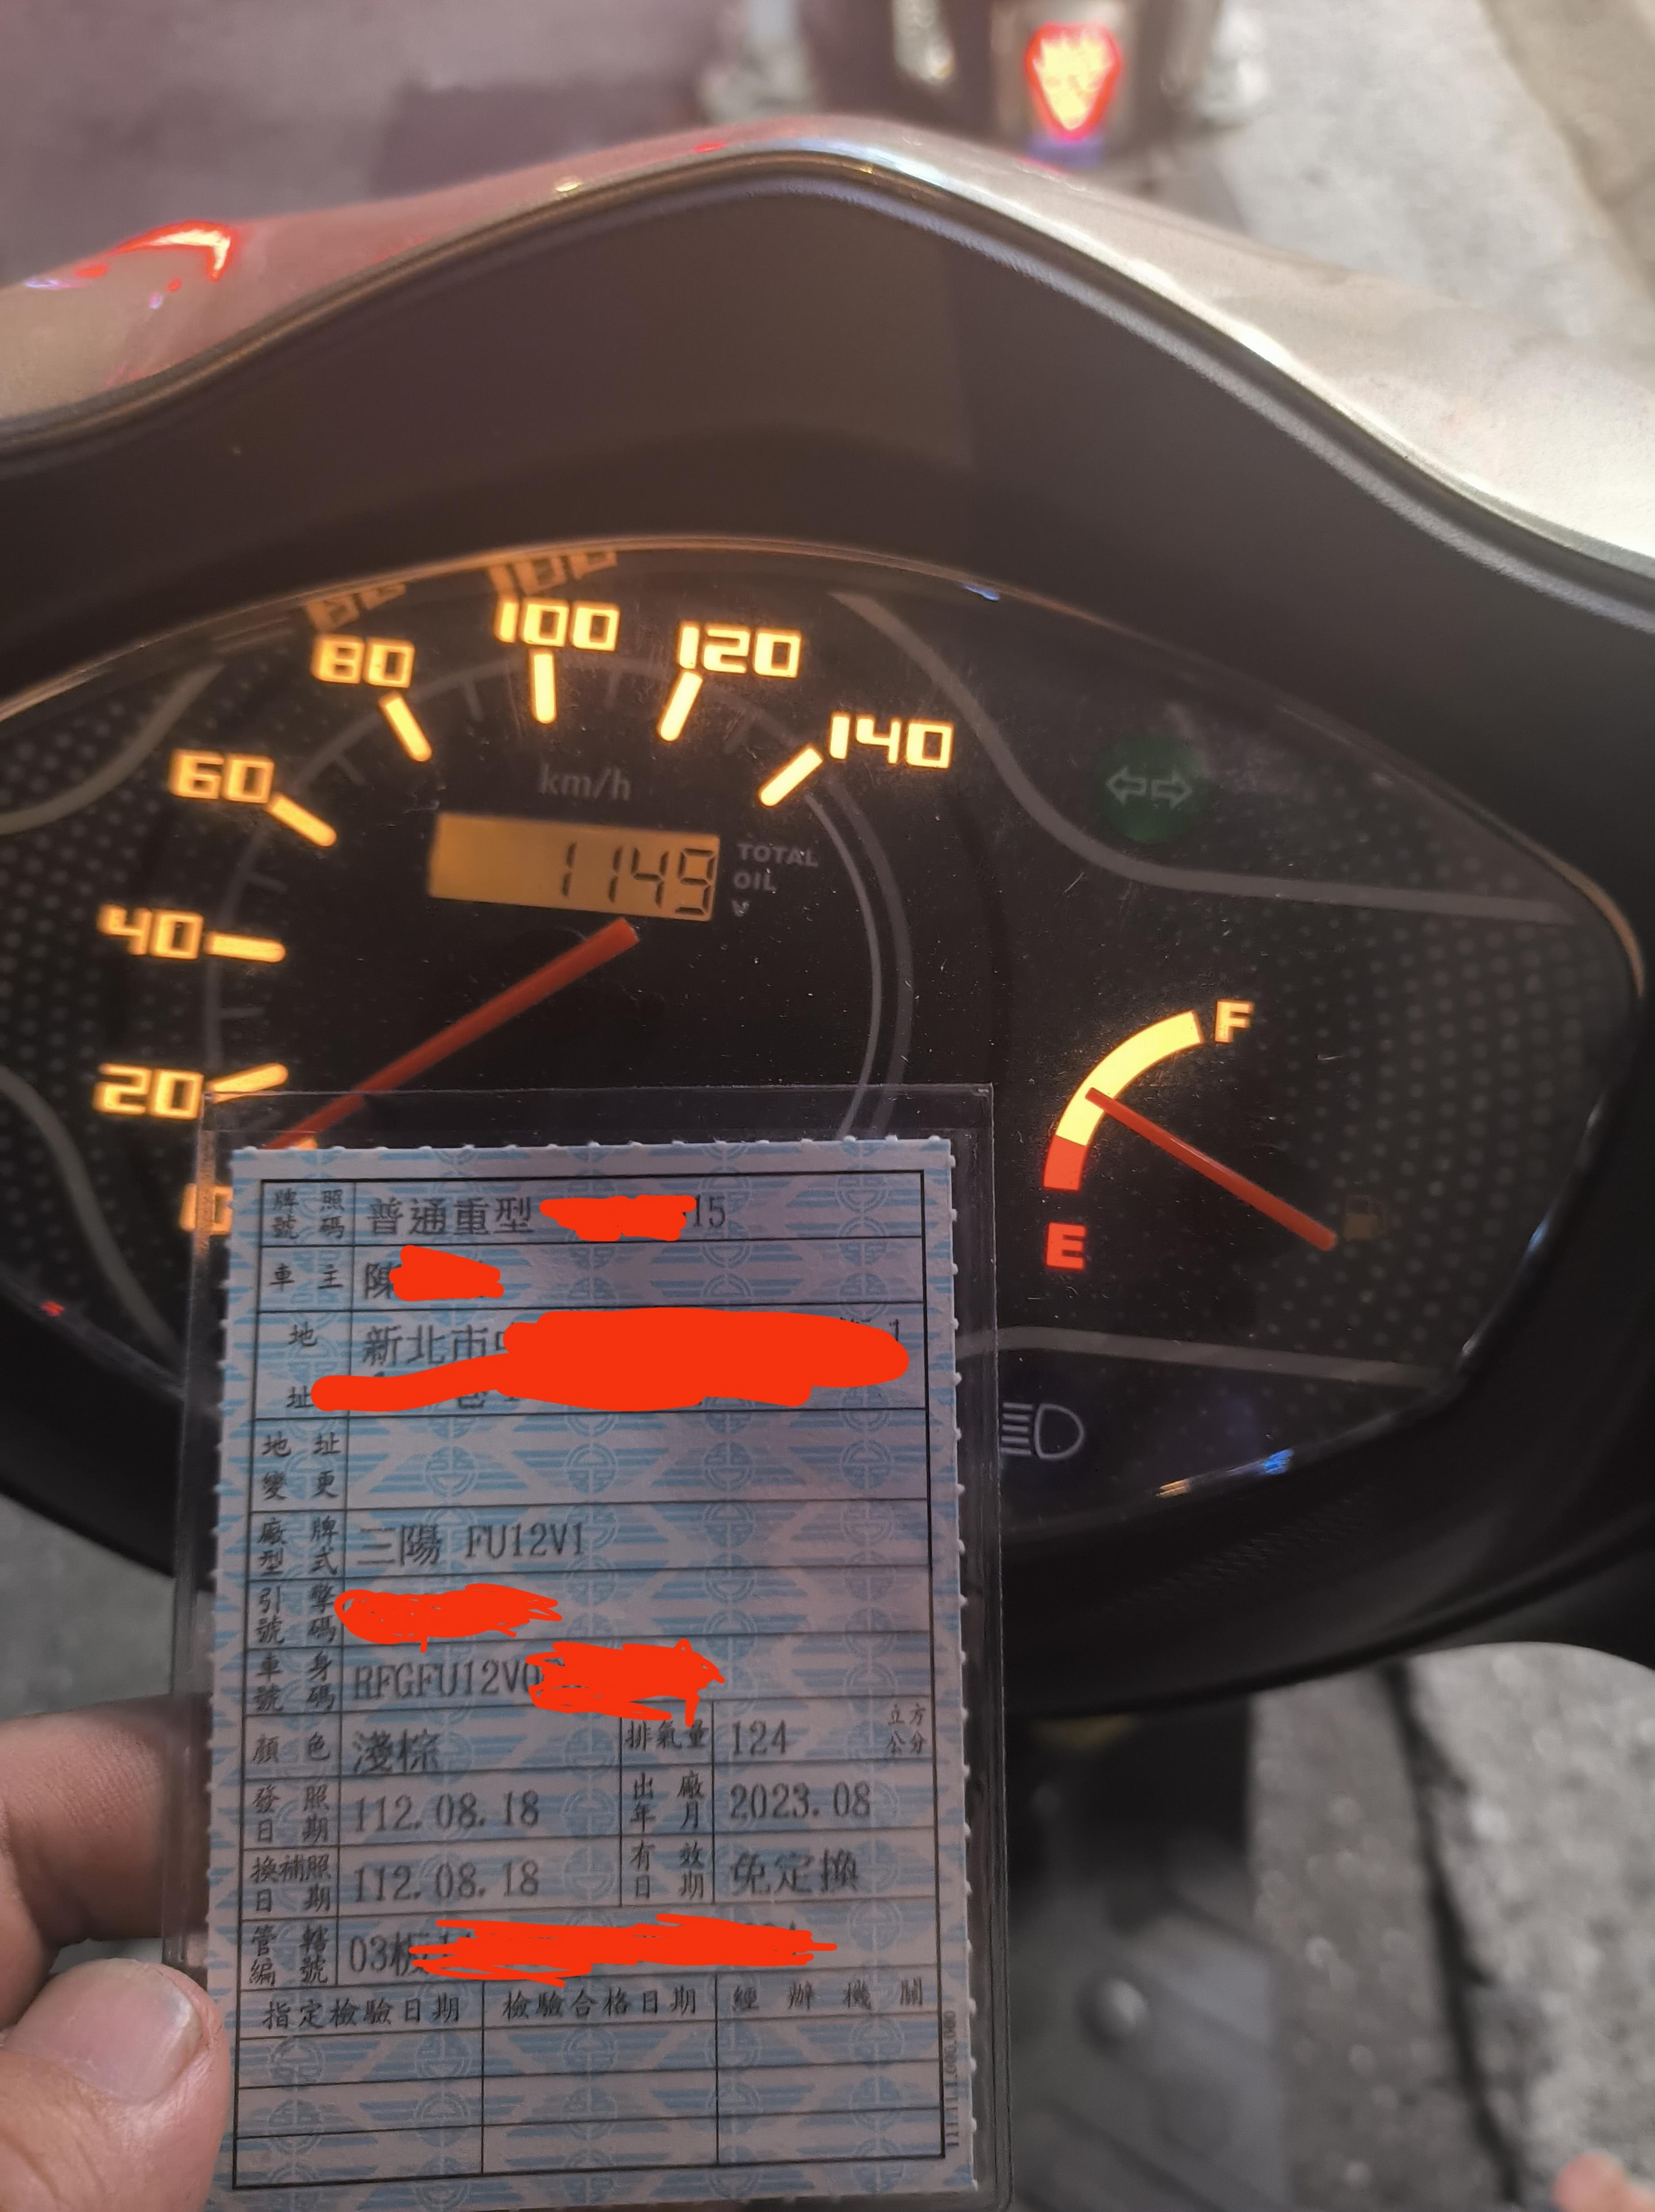 100
120
80
140
60
km/h
1149
TOTAL
OIL
V
40
F
20
E
牌照號碼 普通重型 15
車主 陳
地址 新北市
1
地址變更
廠牌型式 三陽 FU12V1
引擎號碼
車身號碼 RFGFU12V
顏色 淺棕 排氣量 124 立方公分
發照日期 112.08.18 出廠年月 2023.08
換補照日期 112.08.18 有效日期 免定換
管轄編號 03板
指定檢驗日期 檢驗合格日期 經辦機關